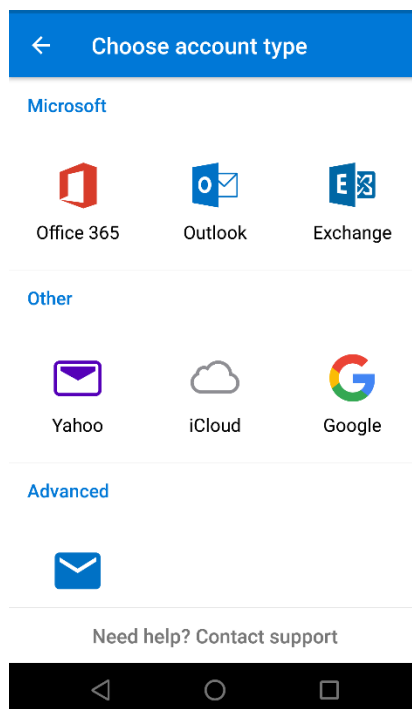 Choose account type
Microsoft
Office 365 Outlook Exchange
Other
Yahoo iCloud Google
Advanced
Need help? Contact support